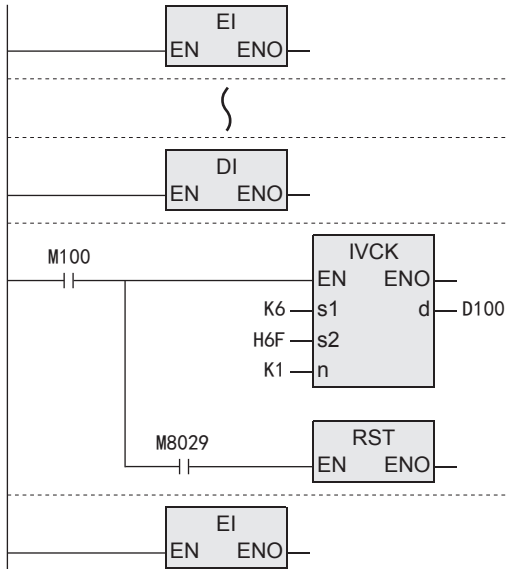 EI
EN ENO
DI
EN ENO
M100
IVCK
EN ENO
K6 s1 d D100
H6F s2
K1 n
M8029
RST
EN ENO
EI
EN ENO